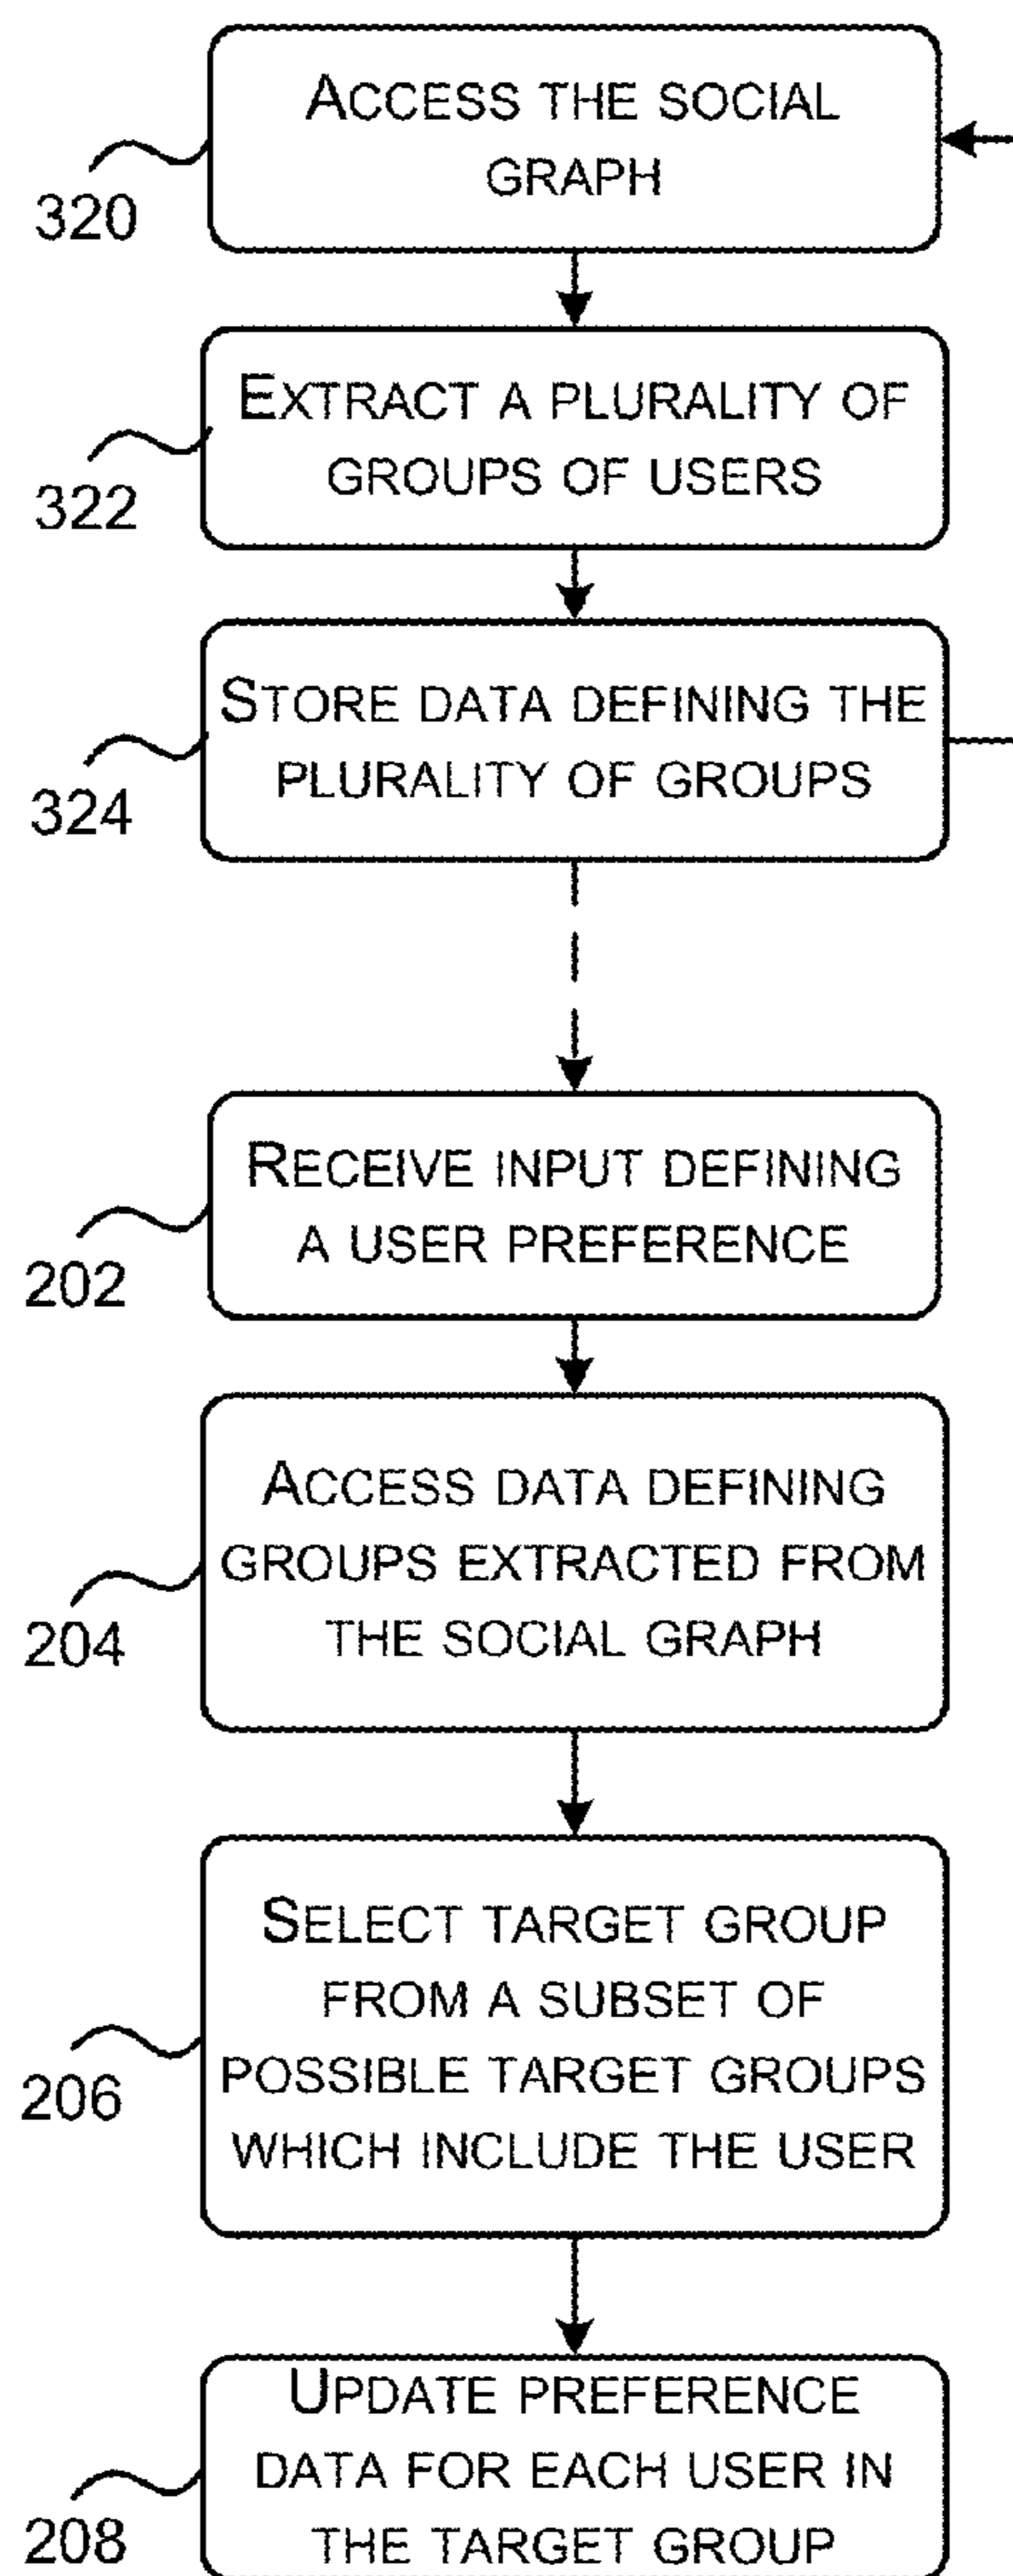 ACCESS THE SOCIAL
GRAPH
320
EXTRACT A PLURALITY OF
GROUPS OF USERS
322
STORE DATA DEFINING THE
PLURALITY OF GROUPS
324
RECEIVE INPUT DEFINING
A USER PREFERENCE
202
ACCESS DATA DEFINING
GROUPS EXTRACTED FROM
THE SOCIAL GRAPH
204
SELECT TARGET GROUP
FROM A SUBSET OF
POSSIBLE TARGET GROUPS
WHICH INCLUDE THE USER
206
UPDATE PREFERENCE
DATA FOR EACH USER IN
THE TARGET GROUP
208